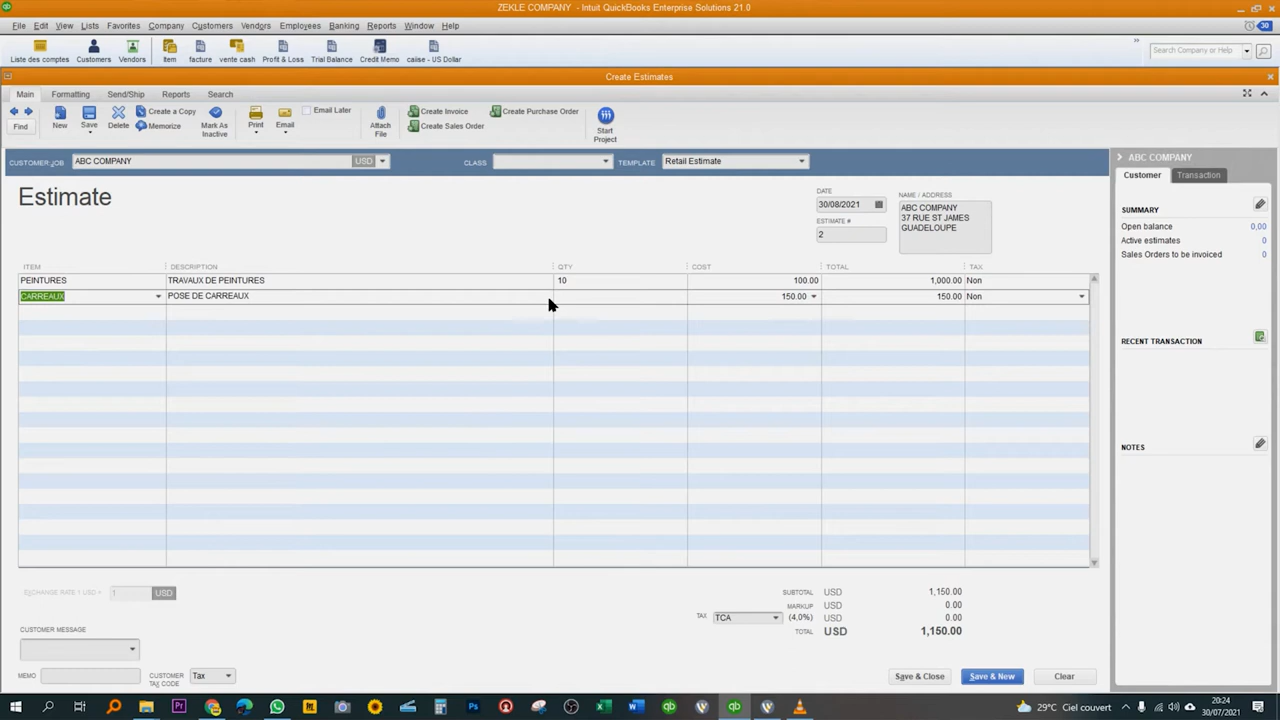 ZEKLE COMPANY - Intuit QuickBooks Enterprise Solutions 21.0
File Edit View Lists Favorites Company Customers Vendors Employees Banking Reports Window Help
30
Liste des comptes Customers Vendors Item facture vente cash Profit & Loss Trial Balance Credit Memo caiise - US Dollar
Search Company or Help
Create Estimates
Main Formatting Send/Ship Reports Search
Find New Save Delete Create a Copy
Memorize
Mark As
Inactive
Print Email Email Later
Attach
File
Create Invoice
Create Sales Order
Create Purchase Order
Start
Project
CUSTOMER:JOB ABC COMPANY USD CLASS TEMPLATE Retail Estimate
Estimate
DATE
30/08/2021
ESTIMATE #
2
NAME / ADDRESS
ABC COMPANY
37 RUE ST JAMES
GUADELOUPE
ITEM DESCRIPTION QTY COST TOTAL TAX
PEINTURES TRAVAUX DE PEINTURES 10 100.00 1,000.00 Non
CARREAUX POSE DE CARREAUX 150.00 150.00 Non
EXCHANGE RATE 1 USD = 1 USD
SUBTOTAL USD 1,150.00
MARKUP USD 0.00
TAX TCA (4,0%) USD 0.00
TOTAL USD 1,150.00
CUSTOMER MESSAGE
MEMO
CUSTOMER
TAX CODE
Tax
Save & Close Save & New Clear
ABC COMPANY
Customer Transaction
SUMMARY
Open balance 0,00
Active estimates 0
Sales Orders to be invoiced 0
RECENT TRANSACTION
NOTES
29°C Ciel couvert
20:24
30/07/2021